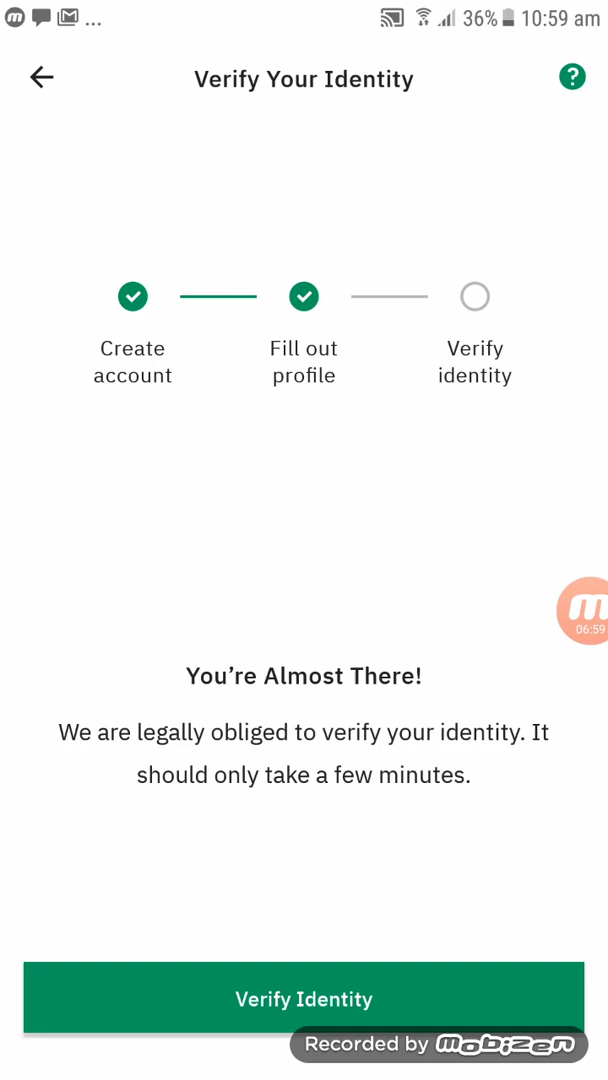 36% 10:59 am
Verify Your Identity
?
Create account
Fill out profile
Verify identity
06:59
You’re Almost There!
We are legally obliged to verify your identity. It
should only take a few minutes.
Verify Identity
Recorded by mobizen